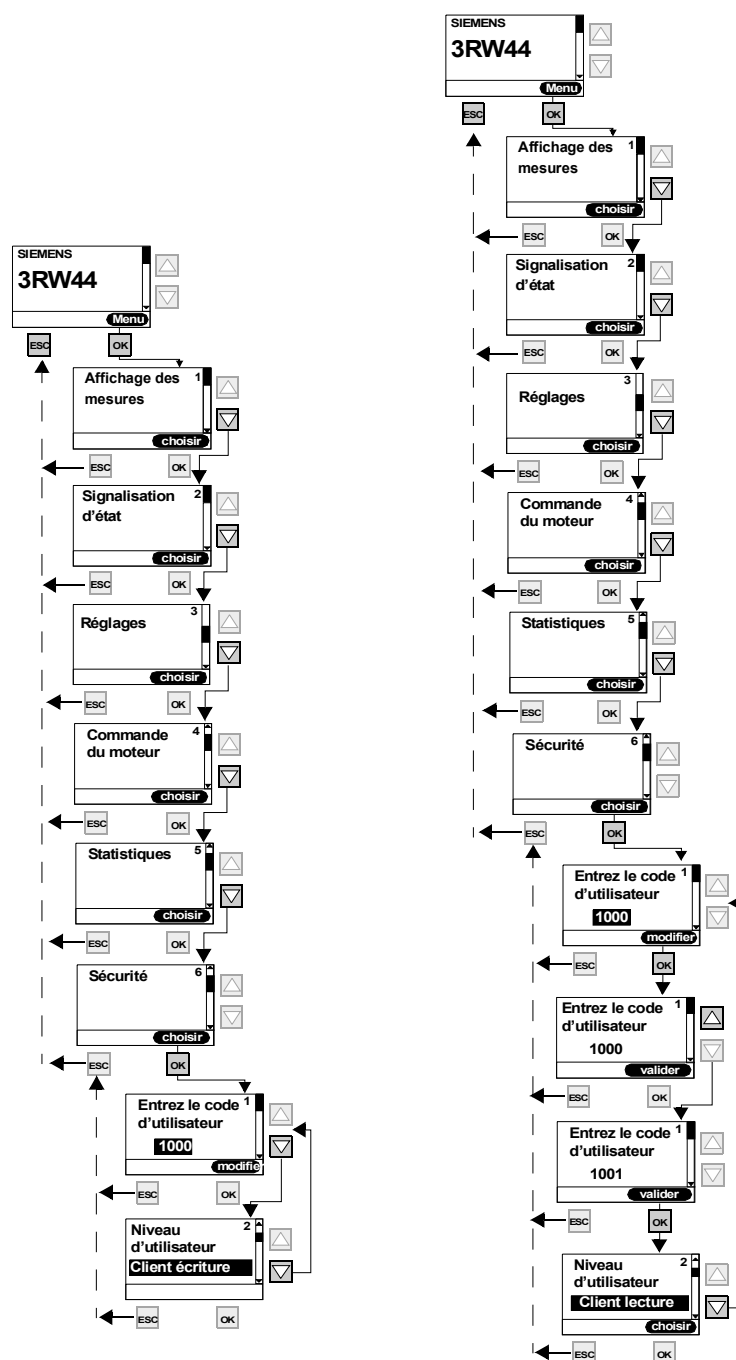 SIEMENS
3RW44
Menu
ESC OK
Affichage des 1
mesures
choisir
ESC OK
Signalisation 2
d'état
choisir
ESC OK
3
Réglages
choisir
ESC OK
Commande 4
du moteur
choisir
ESC OK
Statistiques 5
choisir
ESC OK
Sécurité 6
choisir
ESC OK
Entrez le code 1
d'utilisateur
1000
modifier
ESC OK
Niveau 2
d'utilisateur
Client écriture
ESC OK
SIEMENS
3RW44
Menu
ESC OK
Affichage des 1
mesures
choisir
ESC OK
Signalisation 2
d'état
choisir
ESC OK
3
Réglages
choisir
ESC OK
Commande 4
du moteur
choisir
ESC OK
Statistiques 5
choisir
ESC OK
Sécurité 6
choisir
ESC OK
Entrez le code 1
d'utilisateur
1000
modifier
ESC OK
Entrez le code 1
d'utilisateur
1000
valider
ESC OK
Entrez le code 1
d'utilisateur
1001
valider
ESC OK
Niveau 2
d'utilisateur
Client lecture
choisir
ESC OK